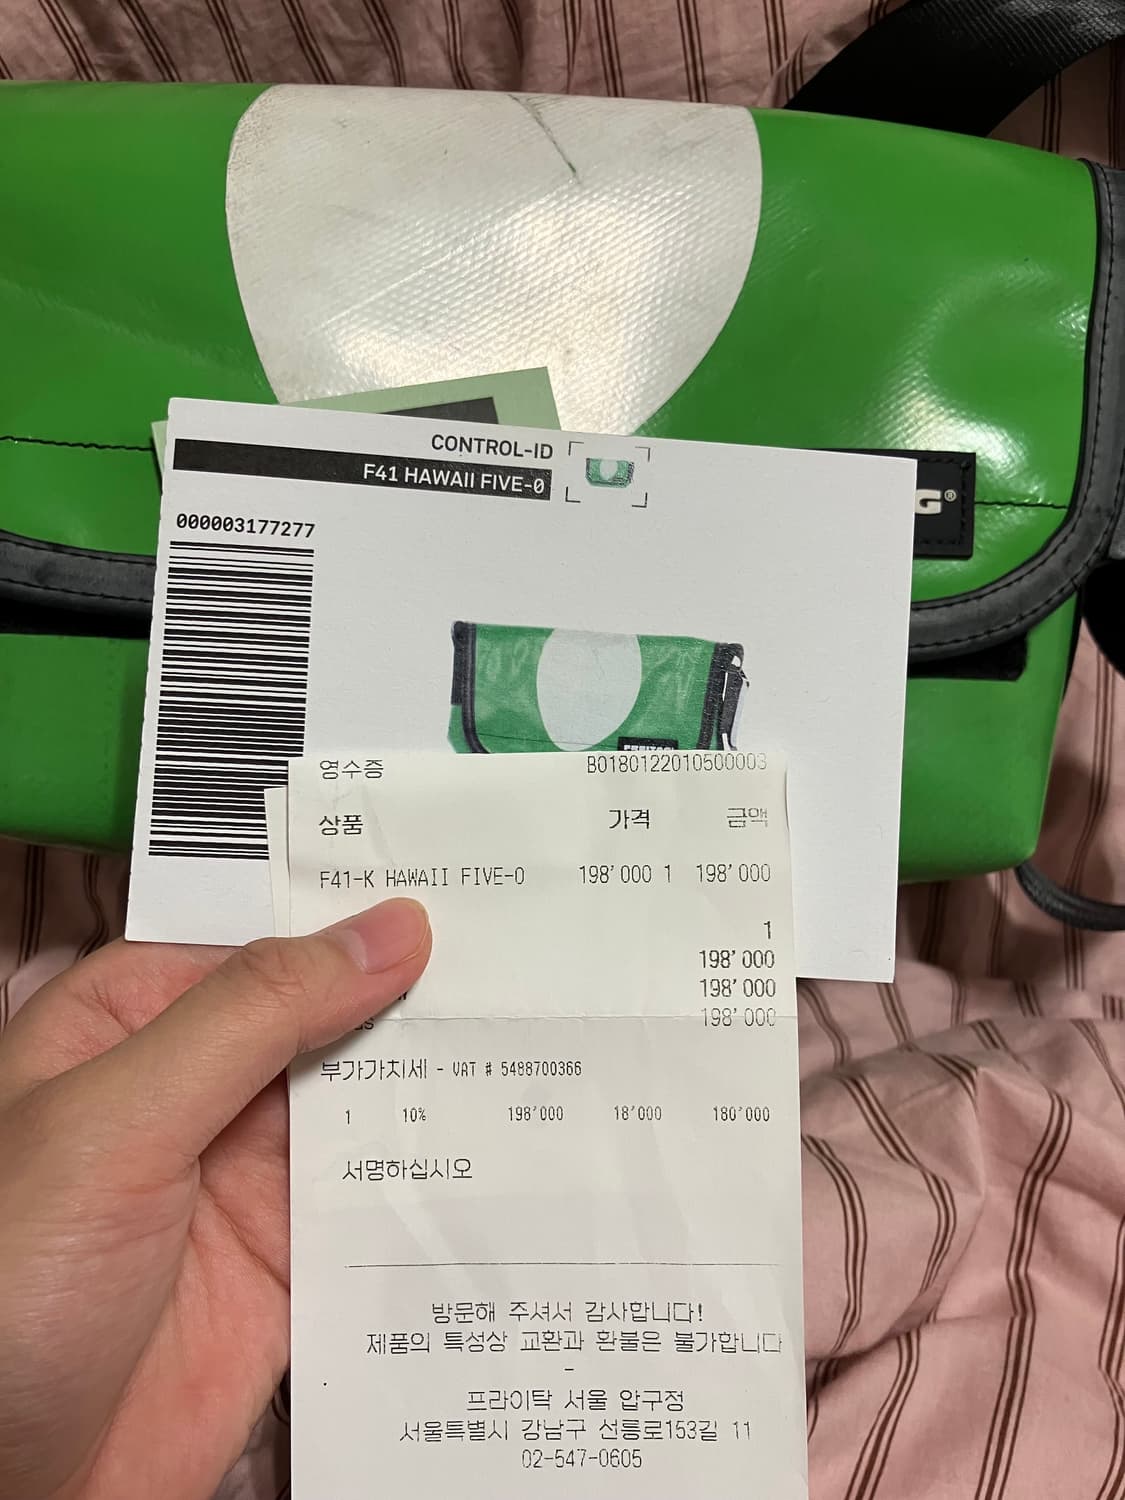 CONTROL-ID
F41 HAWAII FIVE-0
000003177277
G®
영수증 B0180122010500003
상품 가격 금액
F41-K HAWAII FIVE-0 198'000 1 198'000
1
198'000
198'000
198'000
부가가치세 - VAT # 5488700366
1 10% 198'000 18'000 180'000
서명하십시오
방문해 주셔서 감사합니다!
제품의 특성상 교환과 환불은 불가합니다
-
프라이탁 서울 압구정
서울특별시 강남구 선릉로153길 11
02-547-0605